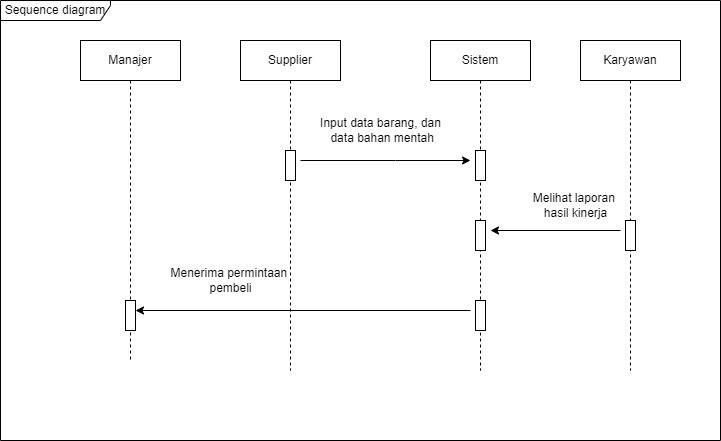 Sequence diagram
Manajer
Supplier
Sistem
Karyawan
Input data barang, dan
data bahan mentah
Melihat laporan
hasil kinerja
Menerima permintaan
pembeli